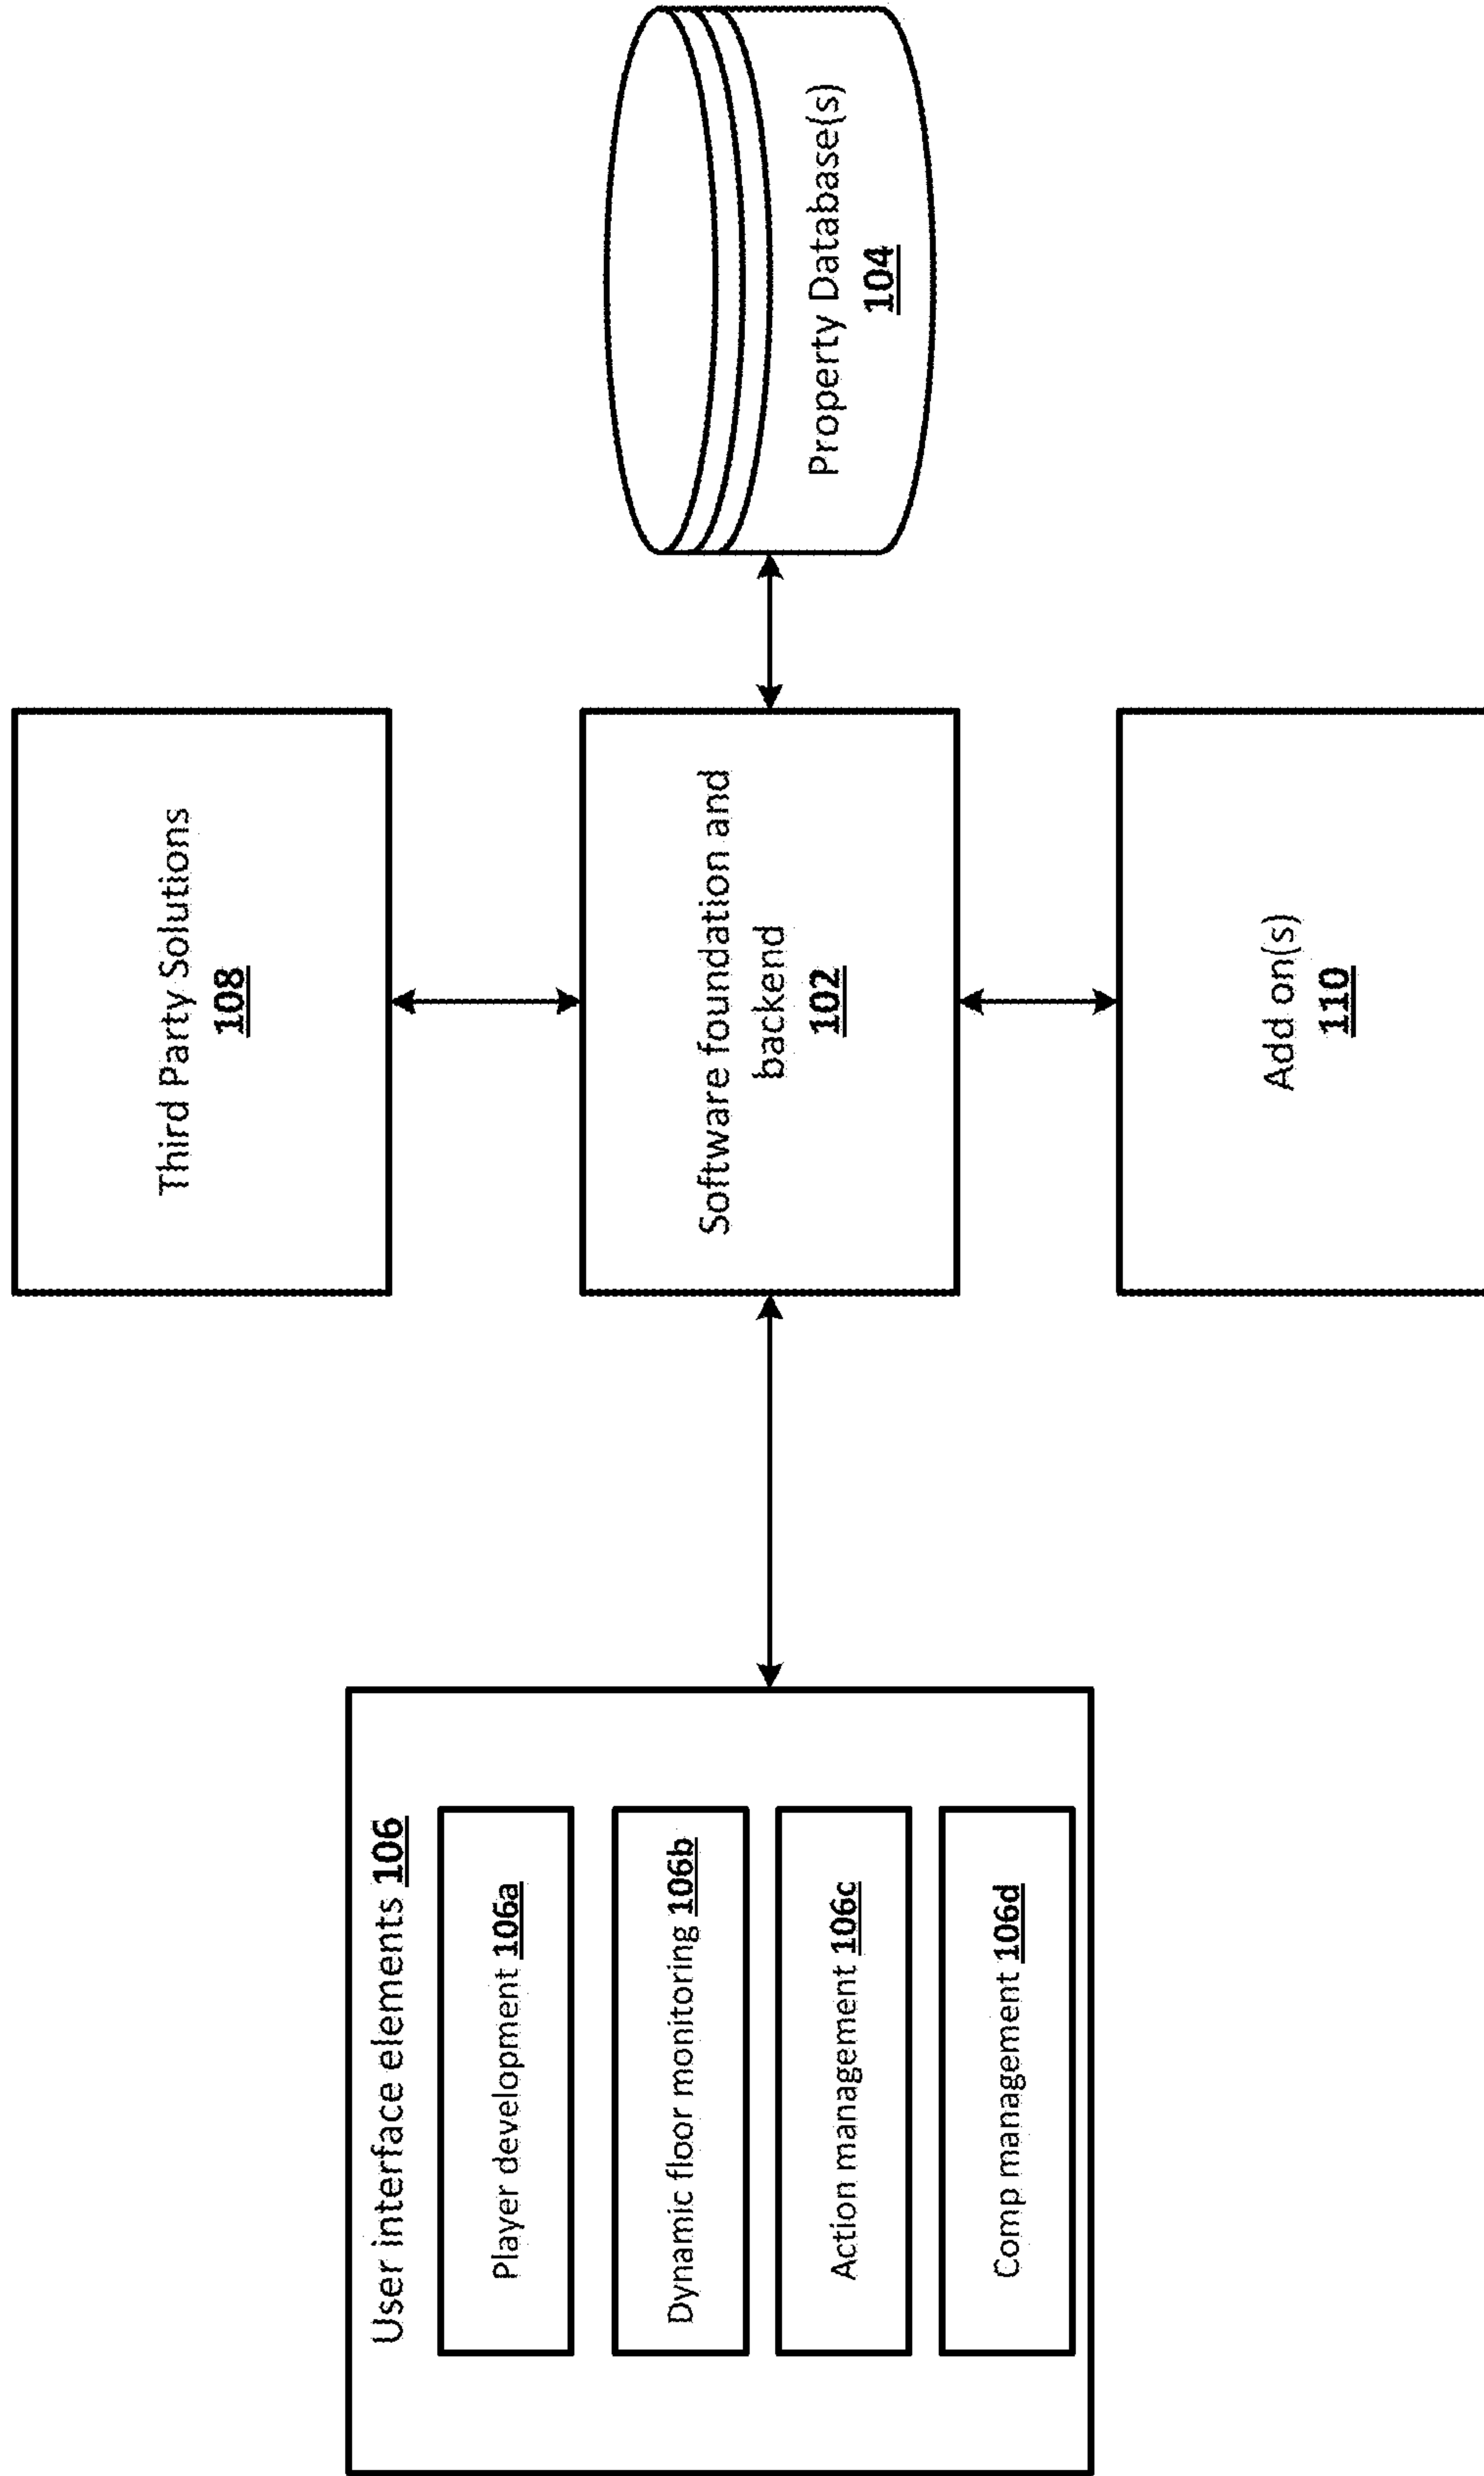 User interface elements 106
Player development 106a
Dynamic floor monitoring 106b
Action management 106c
Comp management 106d
Third Party Solutions
108
Software foundation and
backend
102
Add on(s)
110
Property Database(s)
104